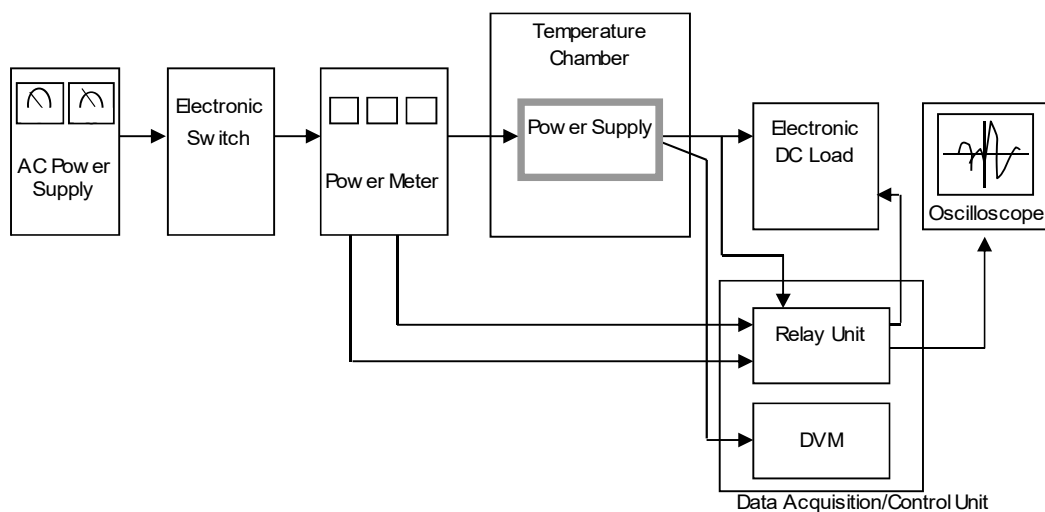 Temperature
Chamber
AC Power
Supply
Electronic
Switch
Power Meter
Power Supply
Electronic
DC Load
Oscilloscope
Relay Unit
DVM
Data Acquisition/Control Unit